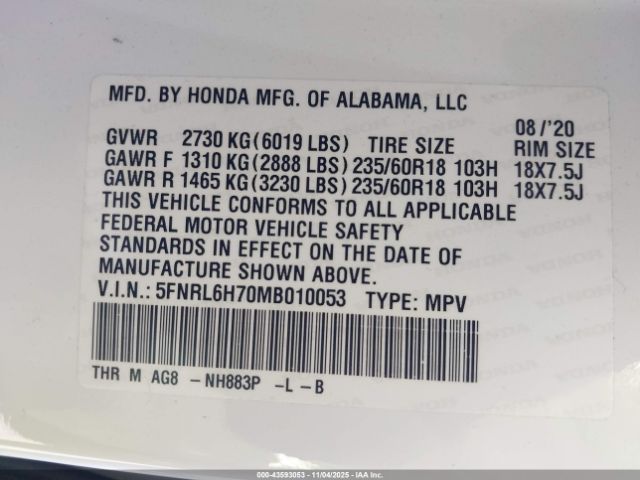 MFD. BY HONDA MFG. OF ALABAMA, LLC
08/'20
GVWR 2730 KG(6019 LBS) TIRE SIZE RIM SIZE
GAWR F 1310 KG(2888 LBS) 235/60R18 103H 18X7.5J
GAWR R 1465 KG(3230 LBS) 235/60R18 103H 18X7.5J
THIS VEHICLE CONFORMS TO ALL APPLICABLE
FEDERAL MOTOR VEHICLE SAFETY
STANDARDS IN EFFECT ON THE DATE OF
MANUFACTURE SHOWN ABOVE.
V.I.N.: 5FNRL6H70MB010053 TYPE: MPV
THR M AG8 -NH883P -L -B
00-43593053 - 11/04/2025 - IAA Inc.